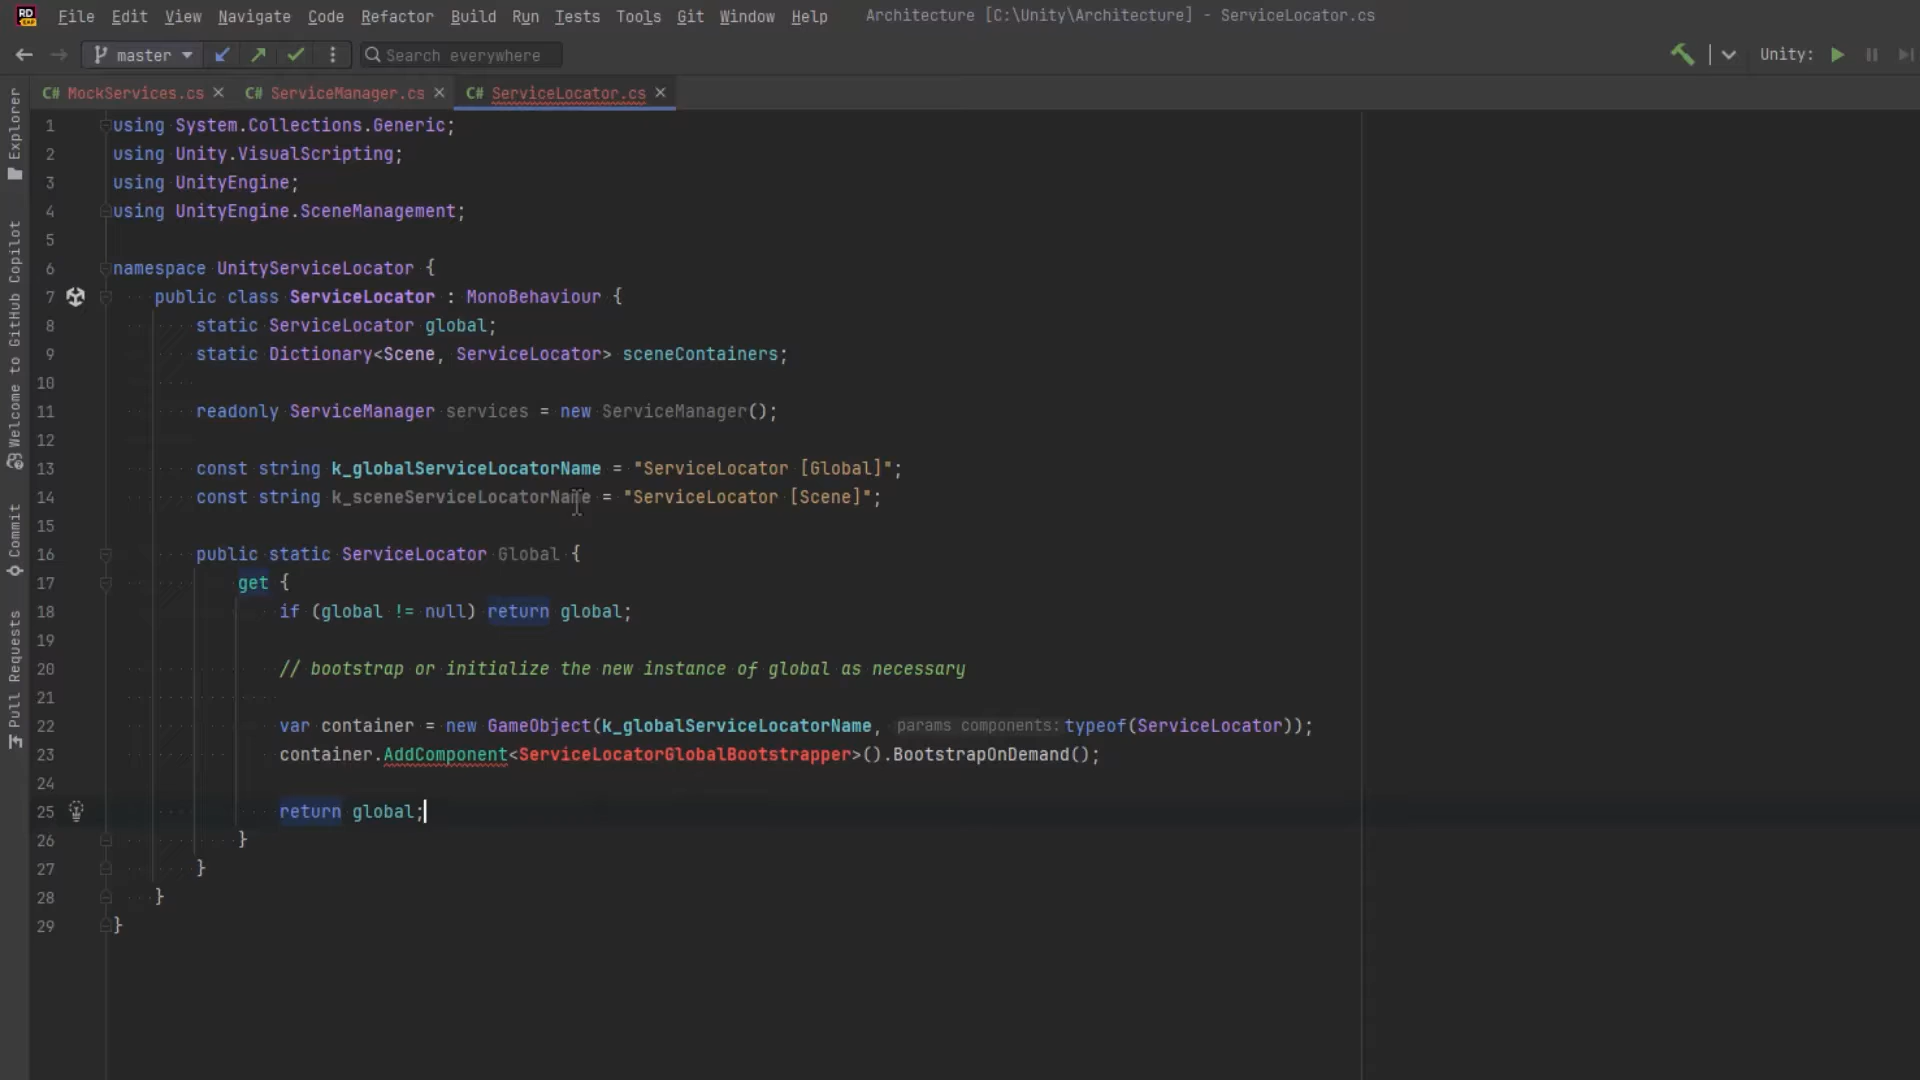 RD
EAP
File Edit View Navigate Code Refactor Build Run Tests Tools Git Window Help Architecture [C:\Unity\Architecture] - ServiceLocator.cs
master Search everywhere Unity:
C# MockServices.cs C# ServiceManager.cs C# ServiceLocator.cs
Explorer
Welcome to GitHub Copilot
Commit
Pull Requests
1 using System.Collections.Generic;
2 using Unity.VisualScripting;
3 using UnityEngine;
4 using UnityEngine.SceneManagement;
5
6 namespace UnityServiceLocator {
7 public class ServiceLocator : MonoBehaviour {
8 static ServiceLocator global;
9 static Dictionary<Scene, ServiceLocator> sceneContainers;
10
11 readonly ServiceManager services = new ServiceManager();
12
13 const string k_globalServiceLocatorName = "ServiceLocator [Global]";
14 const string k_sceneServiceLocatorName = "ServiceLocator [Scene]";
15
16 public static ServiceLocator Global {
17 get {
18 if (global != null) return global;
19
20 // bootstrap or initialize the new instance of global as necessary
21
22 var container = new GameObject(k_globalServiceLocatorName, params components: typeof(ServiceLocator));
23 container.AddComponent<ServiceLocatorGlobalBootstrapper>().BootstrapOnDemand();
24
25 return global;
26 }
27 }
28 }
29 }